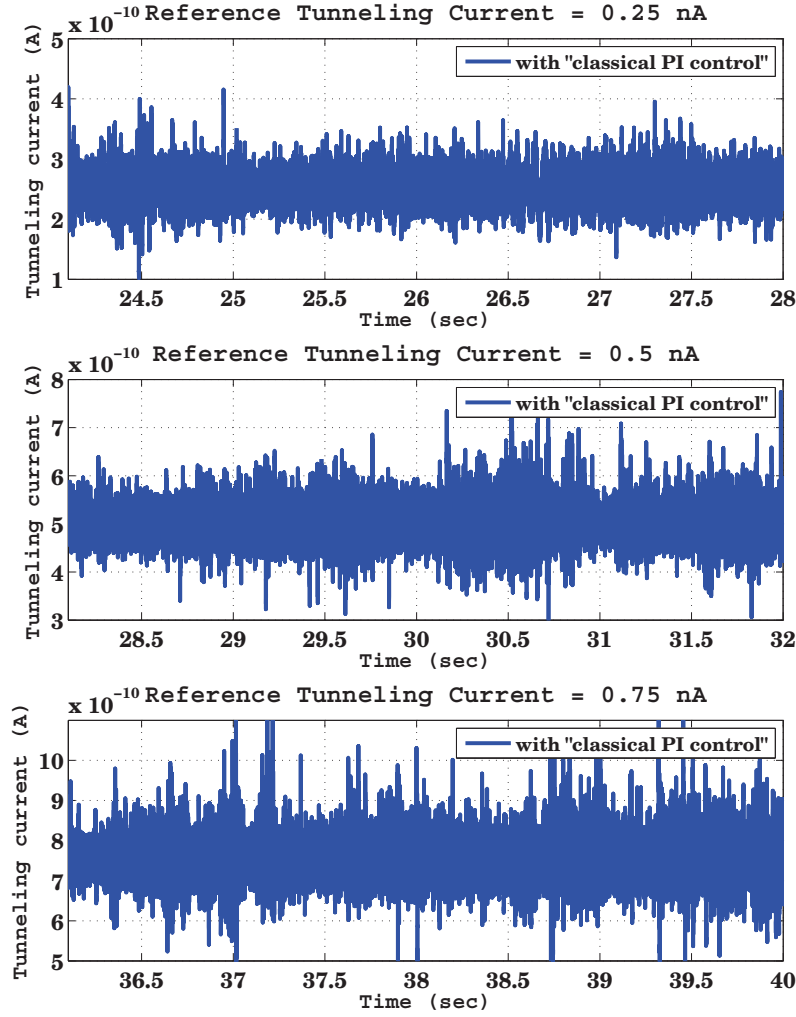 x 10⁻¹⁰ Reference Tunneling Current = 0.25 nA
Tunneling current (A)
with "classical PI control"
5
4
3
2
1
24.5 25 25.5 26 26.5 27 27.5 28
Time (sec)
x 10⁻¹⁰ Reference Tunneling Current = 0.5 nA
Tunneling current (A)
with "classical PI control"
8
7
6
5
4
3
28.5 29 29.5 30 30.5 31 31.5 32
Time (sec)
x 10⁻¹⁰ Reference Tunneling Current = 0.75 nA
Tunneling current (A)
with "classical PI control"
10
9
8
7
6
5
36.5 37 37.5 38 38.5 39 39.5 40
Time (sec)